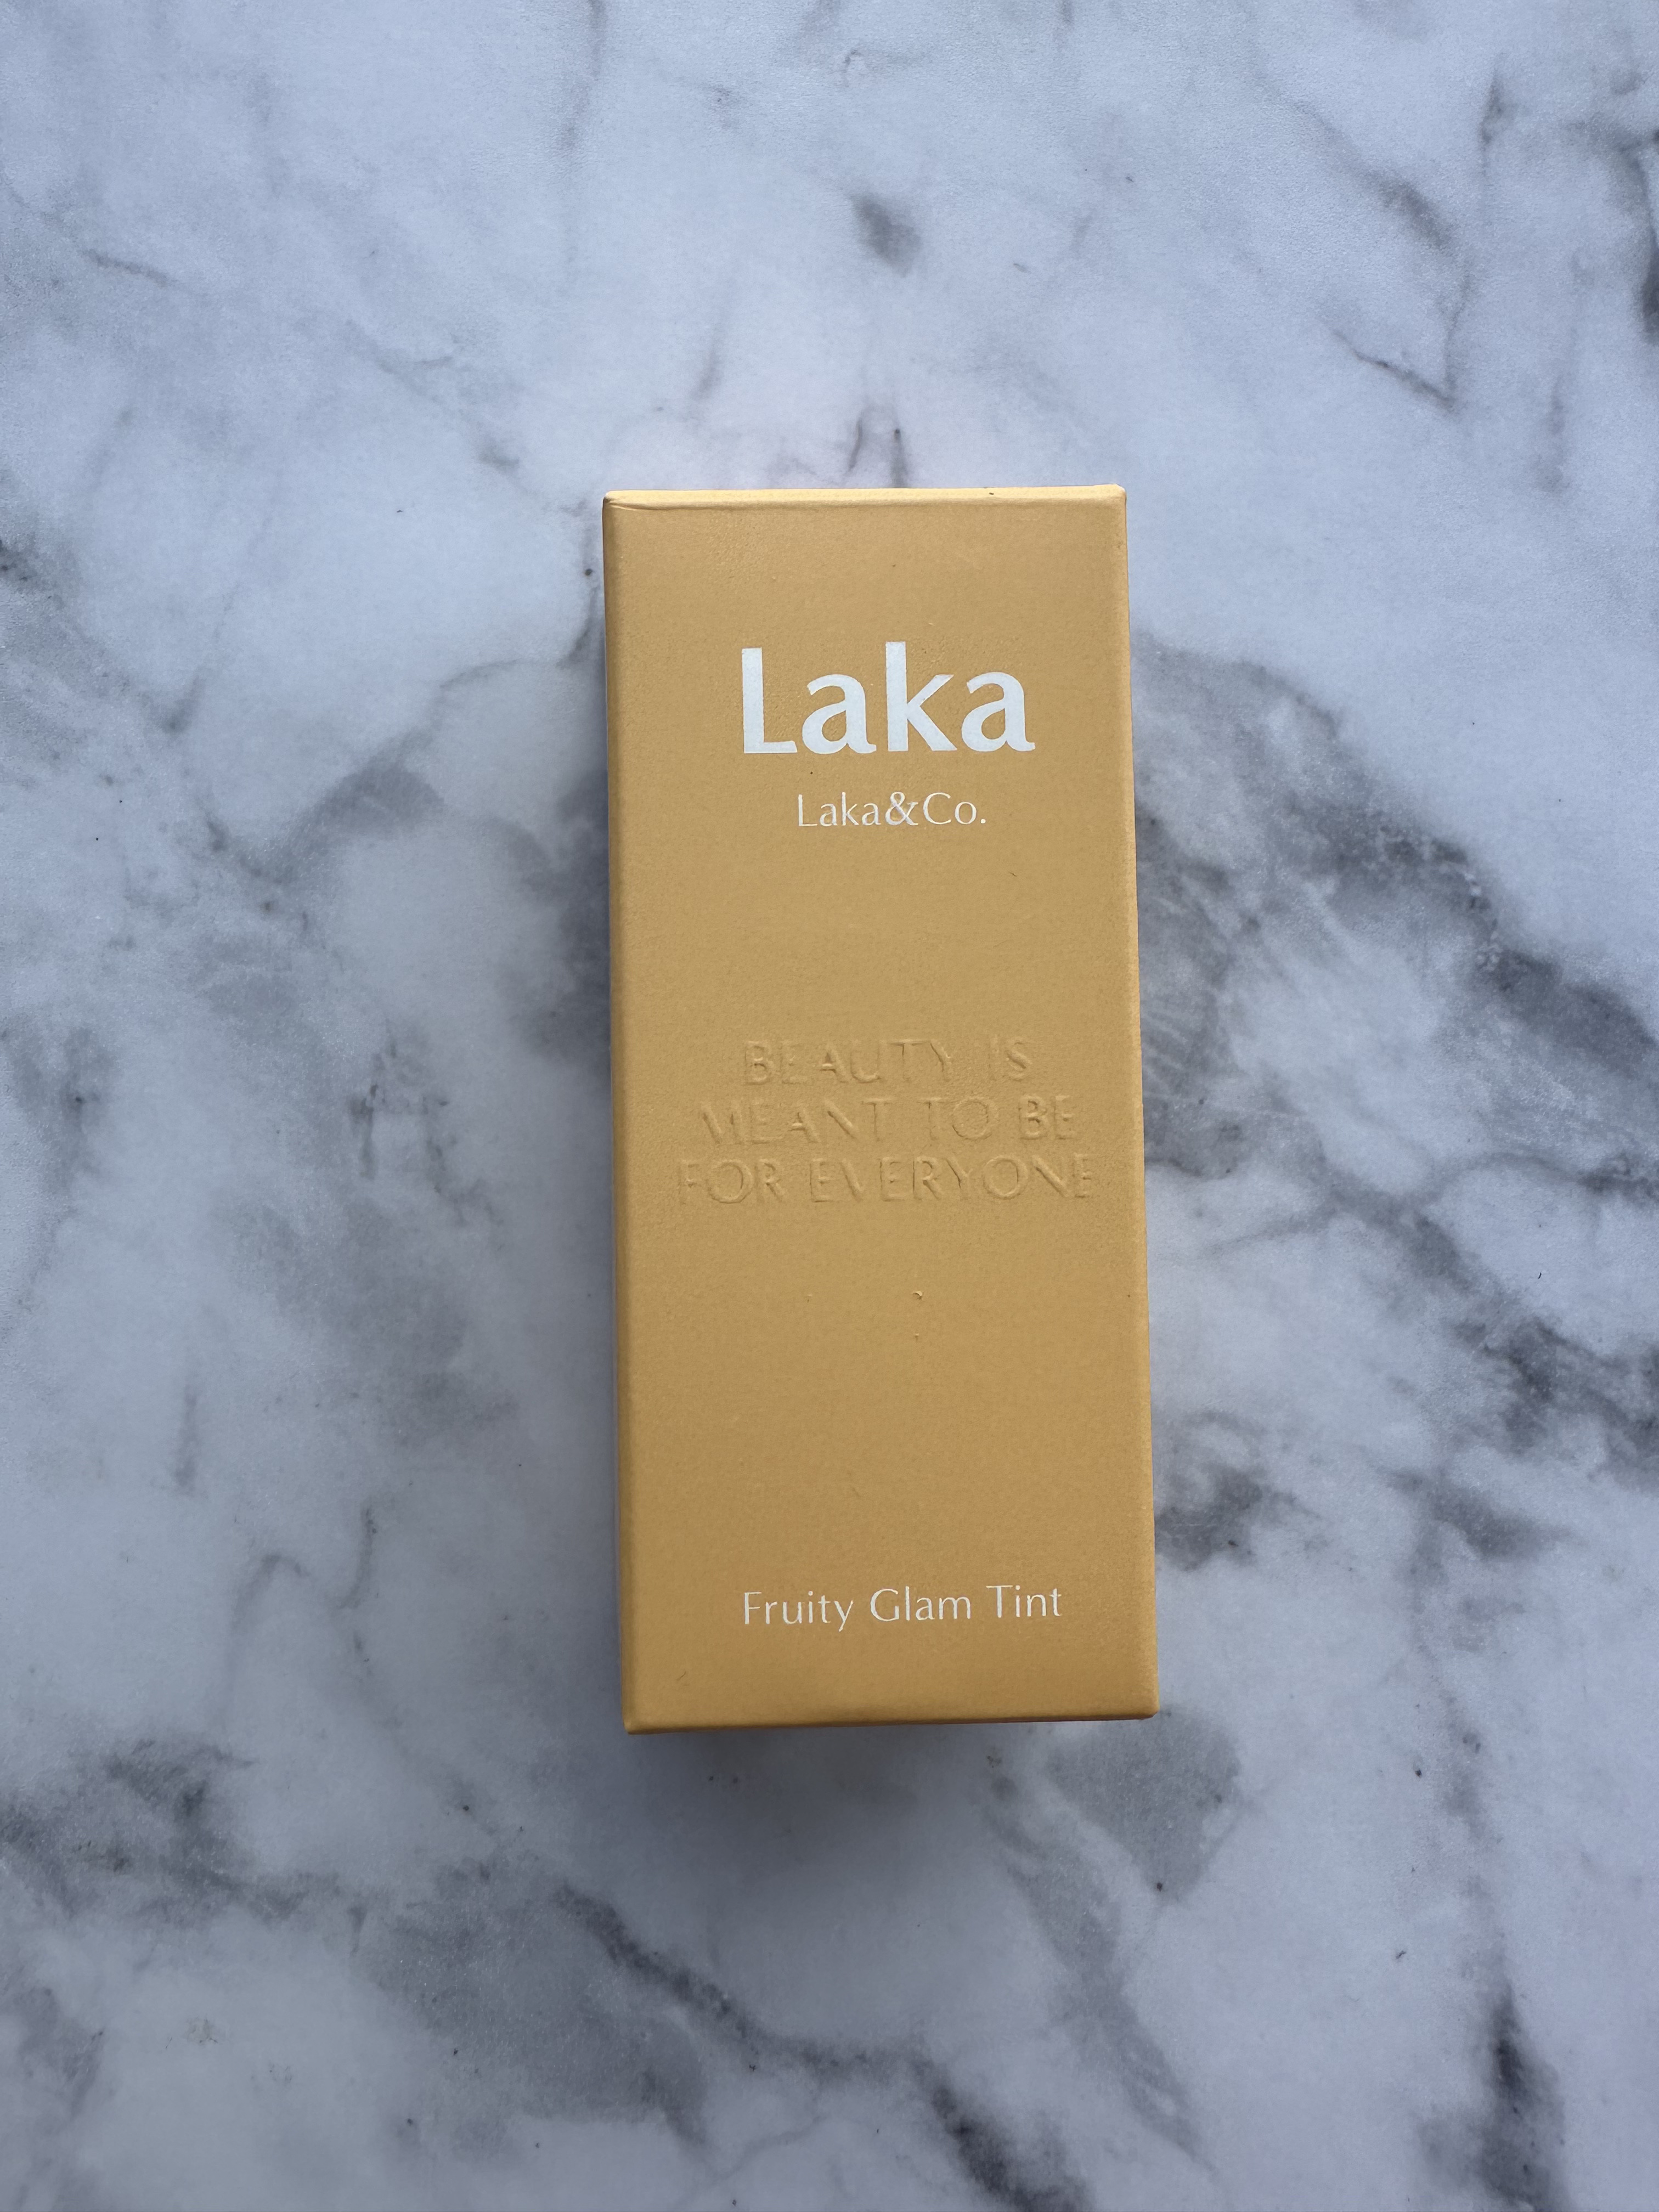 Laka
Laka&Co.
BEAUTY IS
MEANT TO BE
FOR EVERYONE
Fruity Glam Tint